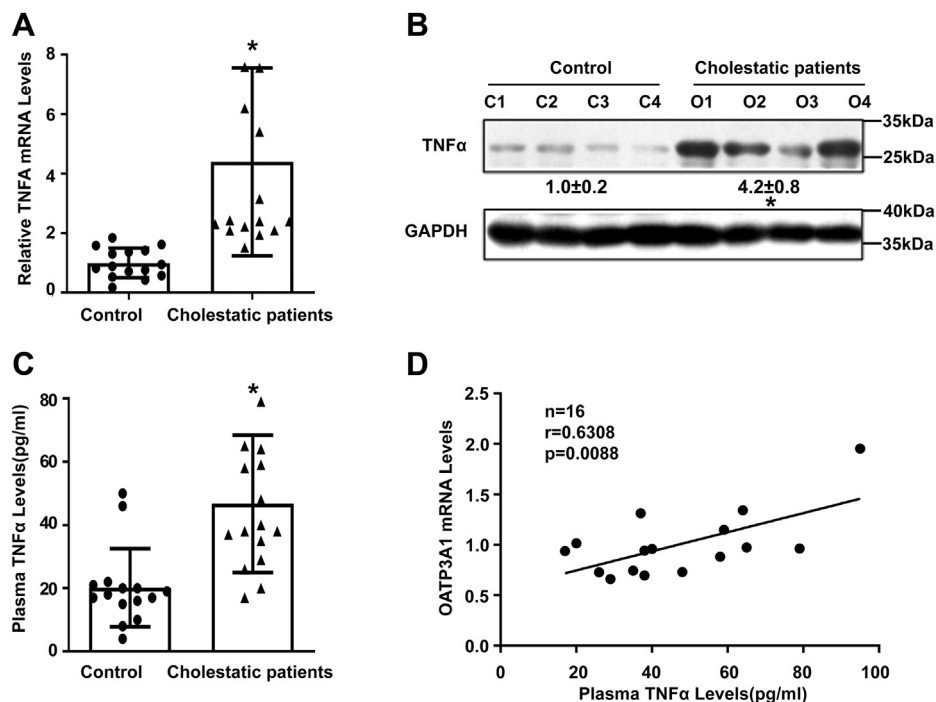 A
Relative TNFA mRNA Levels
8
6
4
2
0
*
Control Cholestatic patients
B
Control Cholestatic patients
C1 C2 C3 C4 O1 O2 O3 O4
TNFα
35kDa
25kDa
1.0±0.2 4.2±0.8
*
GAPDH
40kDa
35kDa
C
Plasma TNFα Levels(pg/ml)
80
60
40
20
0
*
Control Cholestatic patients
D
OATP3A1 mRNA Levels
2.5
2.0
1.5
1.0
0.5
0.0
n=16
r=0.6308
p=0.0088
0 20 40 60 80 100
Plasma TNFα Levels(pg/ml)